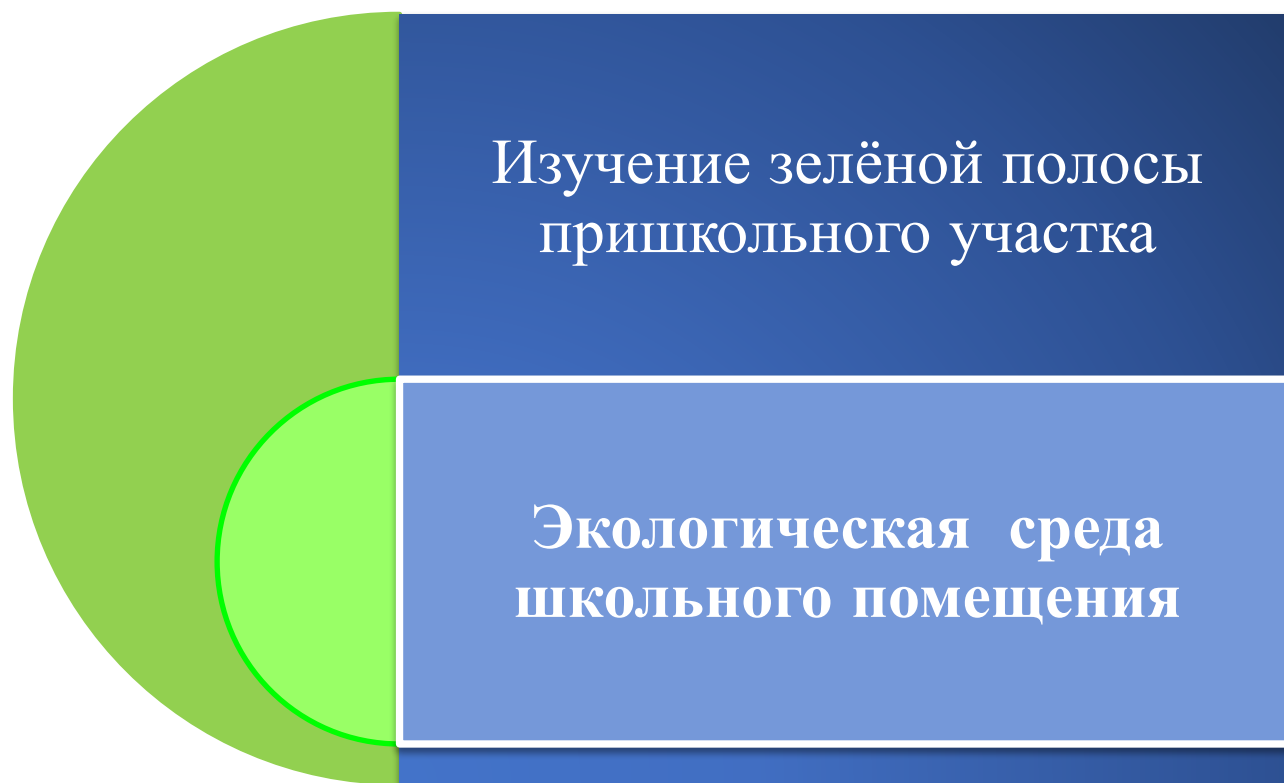 Изучение зелёной полосы
пришкольного участка
Экологическая среда
школьного помещения